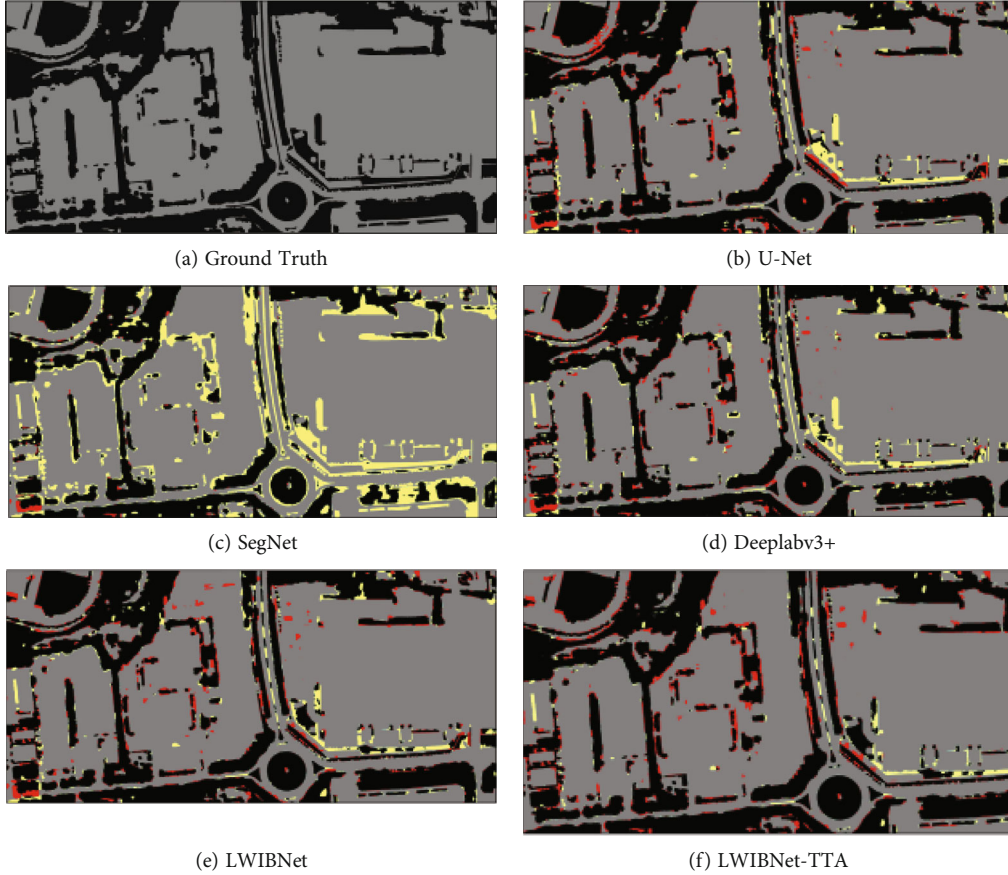 (a) Ground Truth
(b) U-Net
(c) SegNet
(d) Deeplabv3+
(e) LWIBNet
(f) LWIBNet-TTA